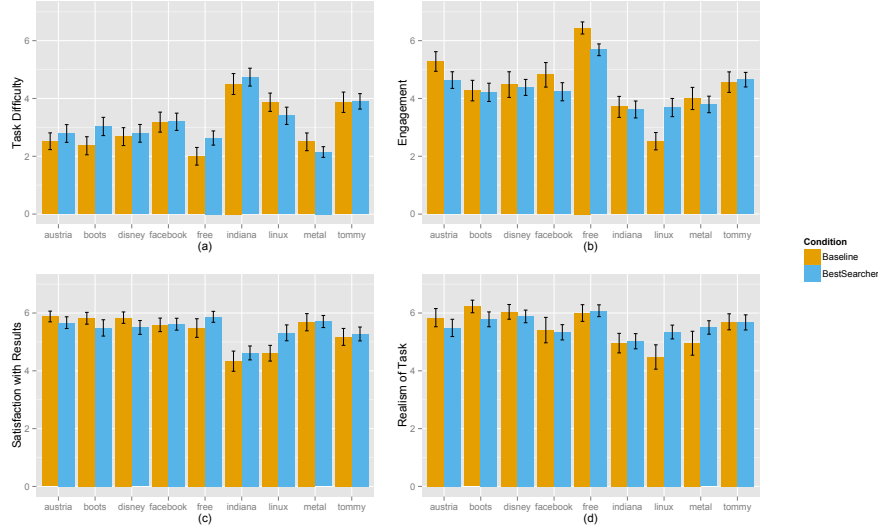 Task Difficulty
6
4
2
0
austria boots disney facebook free indiana linux metal tommy
(a)
Engagement
6
4
2
0
austria boots disney facebook free indiana linux metal tommy
(b)
Condition
Baseline
BestSearcher
Satisfaction with Results
6
4
2
0
austria boots disney facebook free indiana linux metal tommy
(c)
Realism of Task
6
4
2
0
austria boots disney facebook free indiana linux metal tommy
(d)